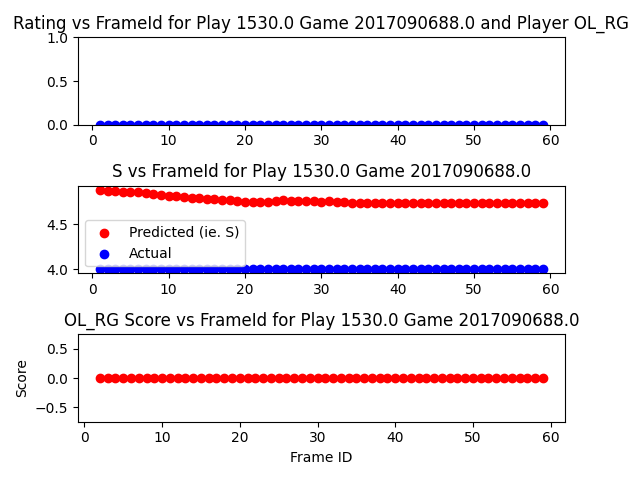 Rating vs FrameId for Play 1530.0 Game 2017090688.0 and Player OL_RG
1.0
0.5
0.0
0 10 20 30 40 50 60
S vs FrameId for Play 1530.0 Game 2017090688.0
4.5
4.0
Predicted (ie. S)
Actual
0 10 20 30 40 50 60
OL_RG Score vs FrameId for Play 1530.0 Game 2017090688.0
Score
0.5
0.0
−0.5
0 10 20 30 40 50 60
Frame ID